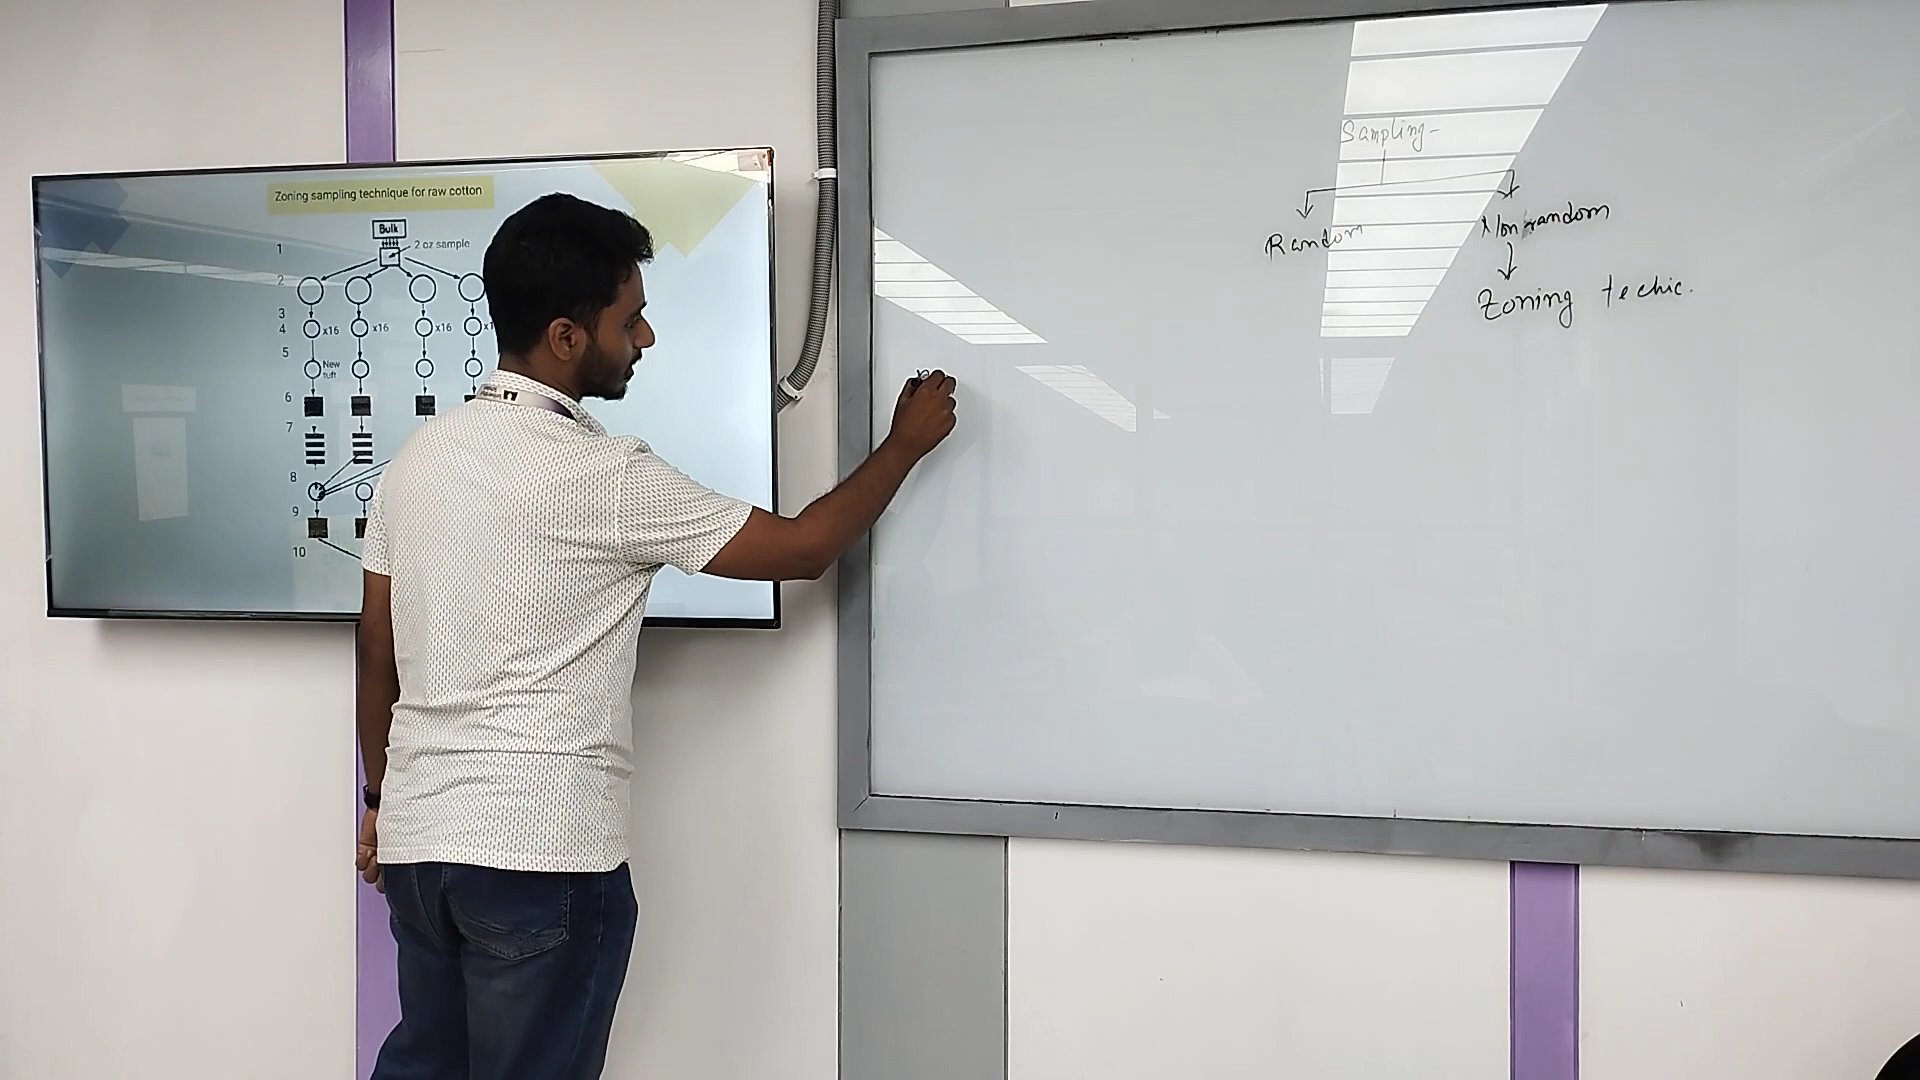 Zoning sampling technique for raw cotton
Bulk
1
2 oz sample
2
3
4
x16
x16
x16
5
New
tuft
6
7
8
9
10
Sampling-
Random
Non random
Zoning techic.